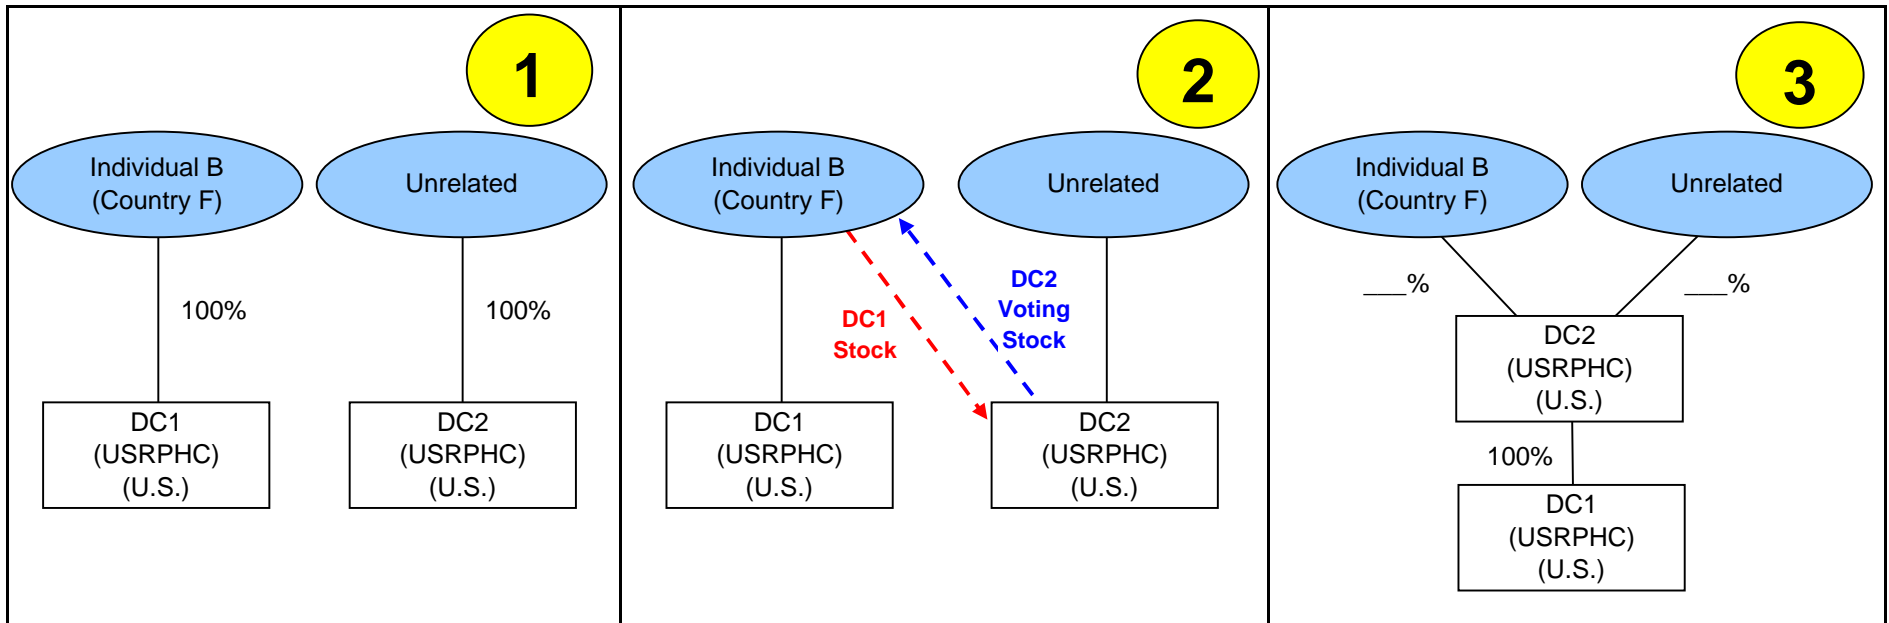 1
Individual B
(Country F)
Unrelated
100%
100%
DC1
(USRPHC)
(U.S.)
DC2
(USRPHC)
(U.S.)
2
Individual B
(Country F)
Unrelated
DC1
Stock
DC2
Voting
Stock
DC1
(USRPHC)
(U.S.)
DC2
(USRPHC)
(U.S.)
3
Individual B
(Country F)
Unrelated
___%
___%
DC2
(USRPHC)
(U.S.)
100%
DC1
(USRPHC)
(U.S.)